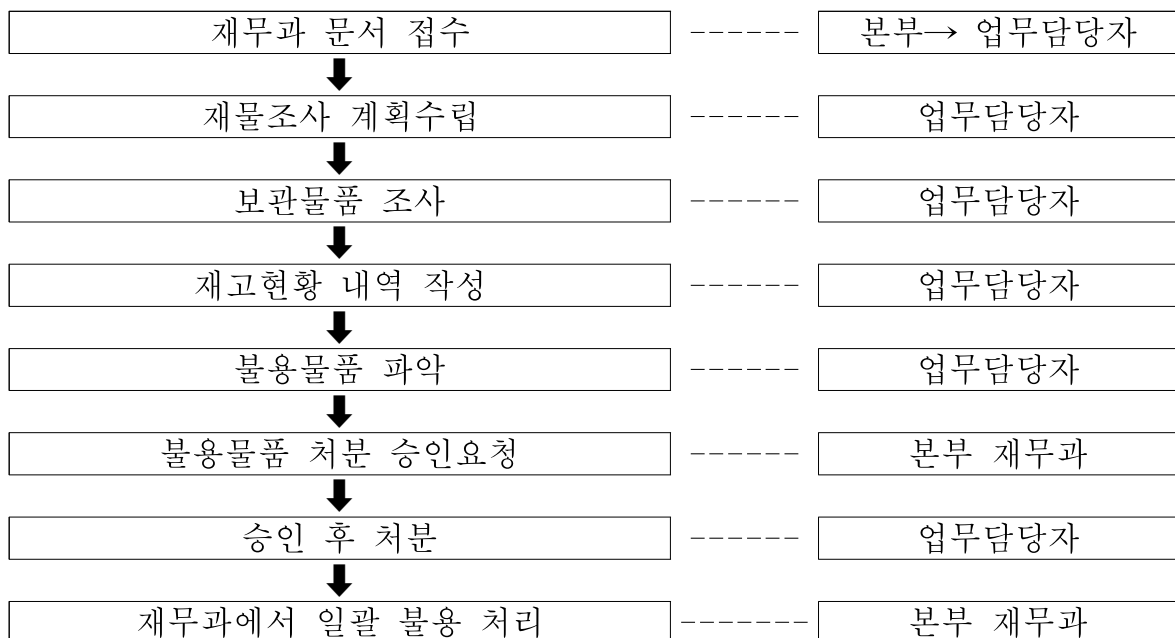 재무과 문서 접수 ------ 본부→ 업무담당자
재물조사 계획수립 ------ 업무담당자
보관물품 조사 ------ 업무담당자
재고현황 내역 작성 ------ 업무담당자
불용물품 파악 ------ 업무담당자
불용물품 처분 승인요청 ------ 본부 재무과
승인 후 처분 ------ 업무담당자
재무과에서 일괄 불용 처리 ------- 본부 재무과